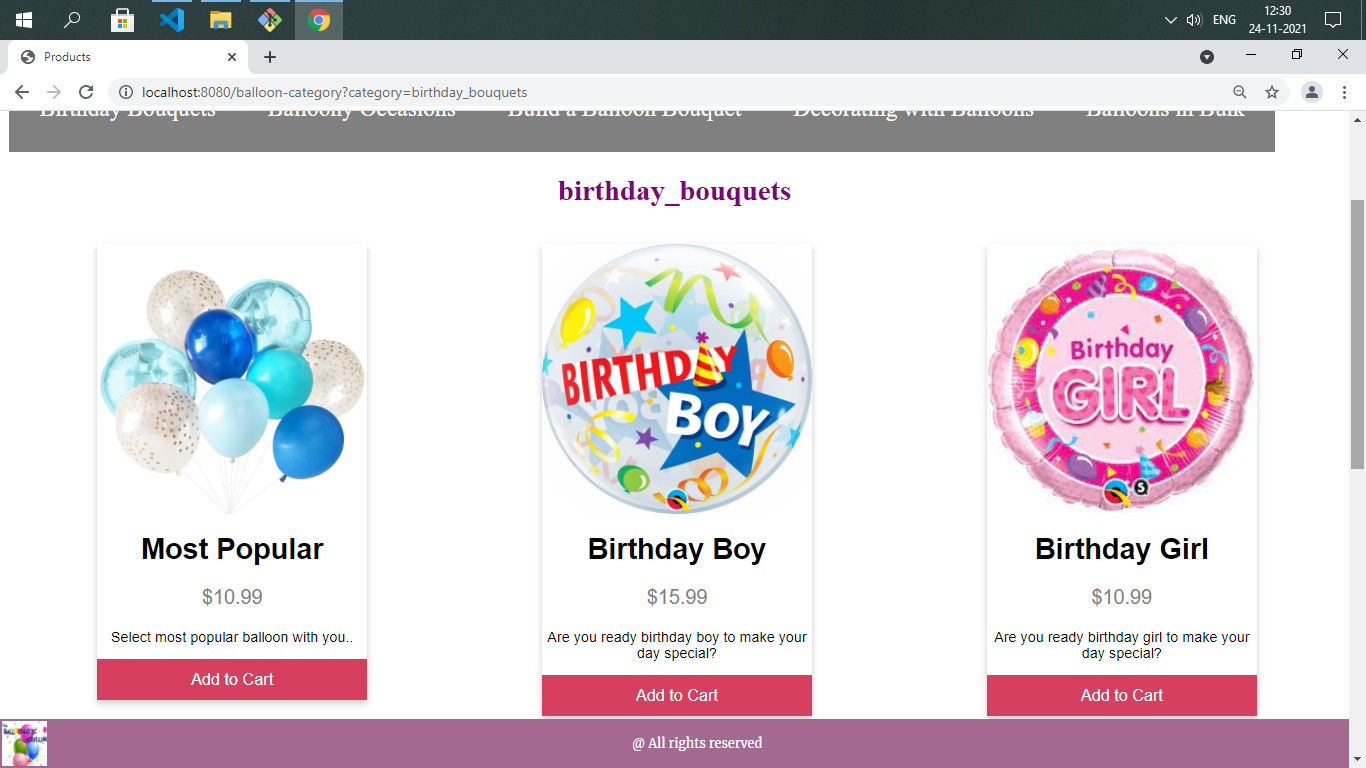 ENG
12:30
24-11-2021
Products
localhost:8080/balloon-category?category=birthday_bouquets
Birthday Bouquets Balloony Occasions Build a Balloon Bouquet Decorating with Balloons Balloons in Bulk
birthday_bouquets
BIRTHDAY
BOY
Birthday
GIRL
Most Popular
$10.99
Select most popular balloon with you..
Add to Cart
Birthday Boy
$15.99
Are you ready birthday boy to make your
day special?
Add to Cart
Birthday Girl
$10.99
Are you ready birthday girl to make your
day special?
Add to Cart
@ All rights reserved